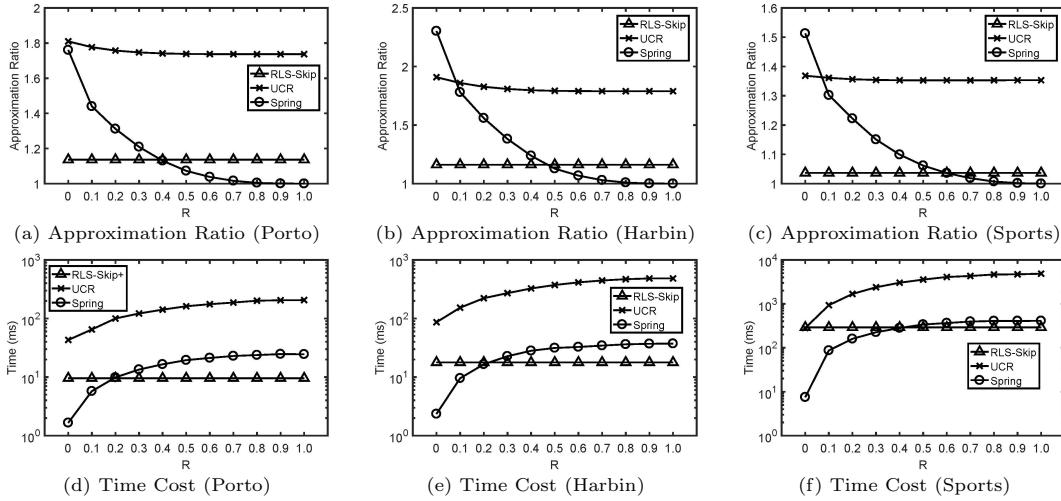 Approximation Ratio
2
1.8
1.6
1.4
1.2
1
RLS-Skip
UCR
Spring
0 0.1 0.2 0.3 0.4 0.5 0.6 0.7 0.8 0.9 1.0
R
(a) Approximation Ratio (Porto)
Approximation Ratio
2.5
2
1.5
1
RLS-Skip
UCR
Spring
0 0.1 0.2 0.3 0.4 0.5 0.6 0.7 0.8 0.9 1.0
R
(b) Approximation Ratio (Harbin)
Approximation Ratio
1.6
1.5
1.4
1.3
1.2
1.1
1
RLS-Skip
UCR
Spring
0 0.1 0.2 0.3 0.4 0.5 0.6 0.7 0.8 0.9 1.0
R
(c) Approximation Ratio (Sports)
Time (ms)
10³
10²
10¹
10⁰
RLS-Skip+
UCR
Spring
0 0.1 0.2 0.3 0.4 0.5 0.6 0.7 0.8 0.9 1.0
R
(d) Time Cost (Porto)
Time (ms)
10³
10²
10¹
10⁰
RLS-Skip
UCR
Spring
0 0.1 0.2 0.3 0.4 0.5 0.6 0.7 0.8 0.9 1.0
R
(e) Time Cost (Harbin)
Time (ms)
10⁴
10³
10²
10¹
10⁰
RLS-Skip
UCR
Spring
0 0.1 0.2 0.3 0.4 0.5 0.6 0.7 0.8 0.9 1.0
R
(f) Time Cost (Sports)